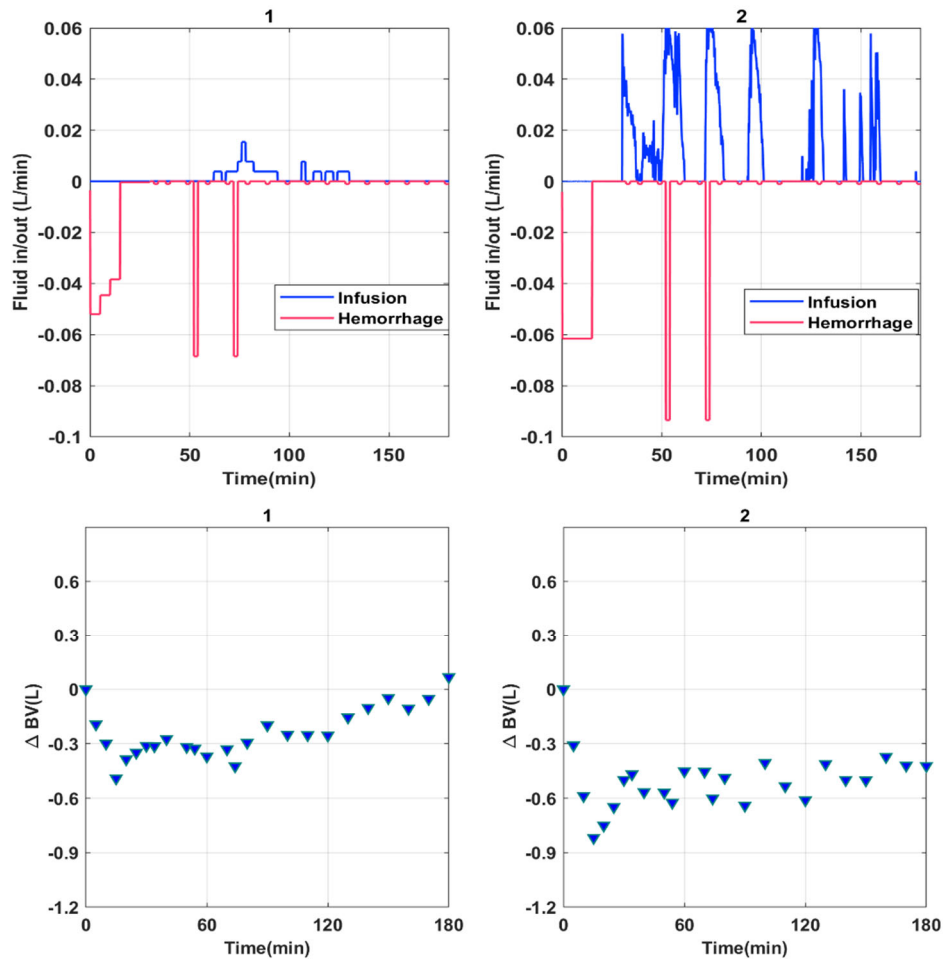 1
0.06
0.04
0.02
0
-0.02
-0.04
-0.06
-0.08
-0.1
Fluid in/out (L/min)
Infusion
Hemorrhage
0 50 100 150
Time(min)
2
0.06
0.04
0.02
0
-0.02
-0.04
-0.06
-0.08
-0.1
Fluid in/out (L/min)
Infusion
Hemorrhage
0 50 100 150
Time(min)
1
0.6
0.3
0
-0.3
-0.6
-0.9
-1.2
Δ BV(L)
0 60 120 180
Time(min)
2
0.6
0.3
0
-0.3
-0.6
-0.9
-1.2
Δ BV(L)
0 60 120 180
Time(min)